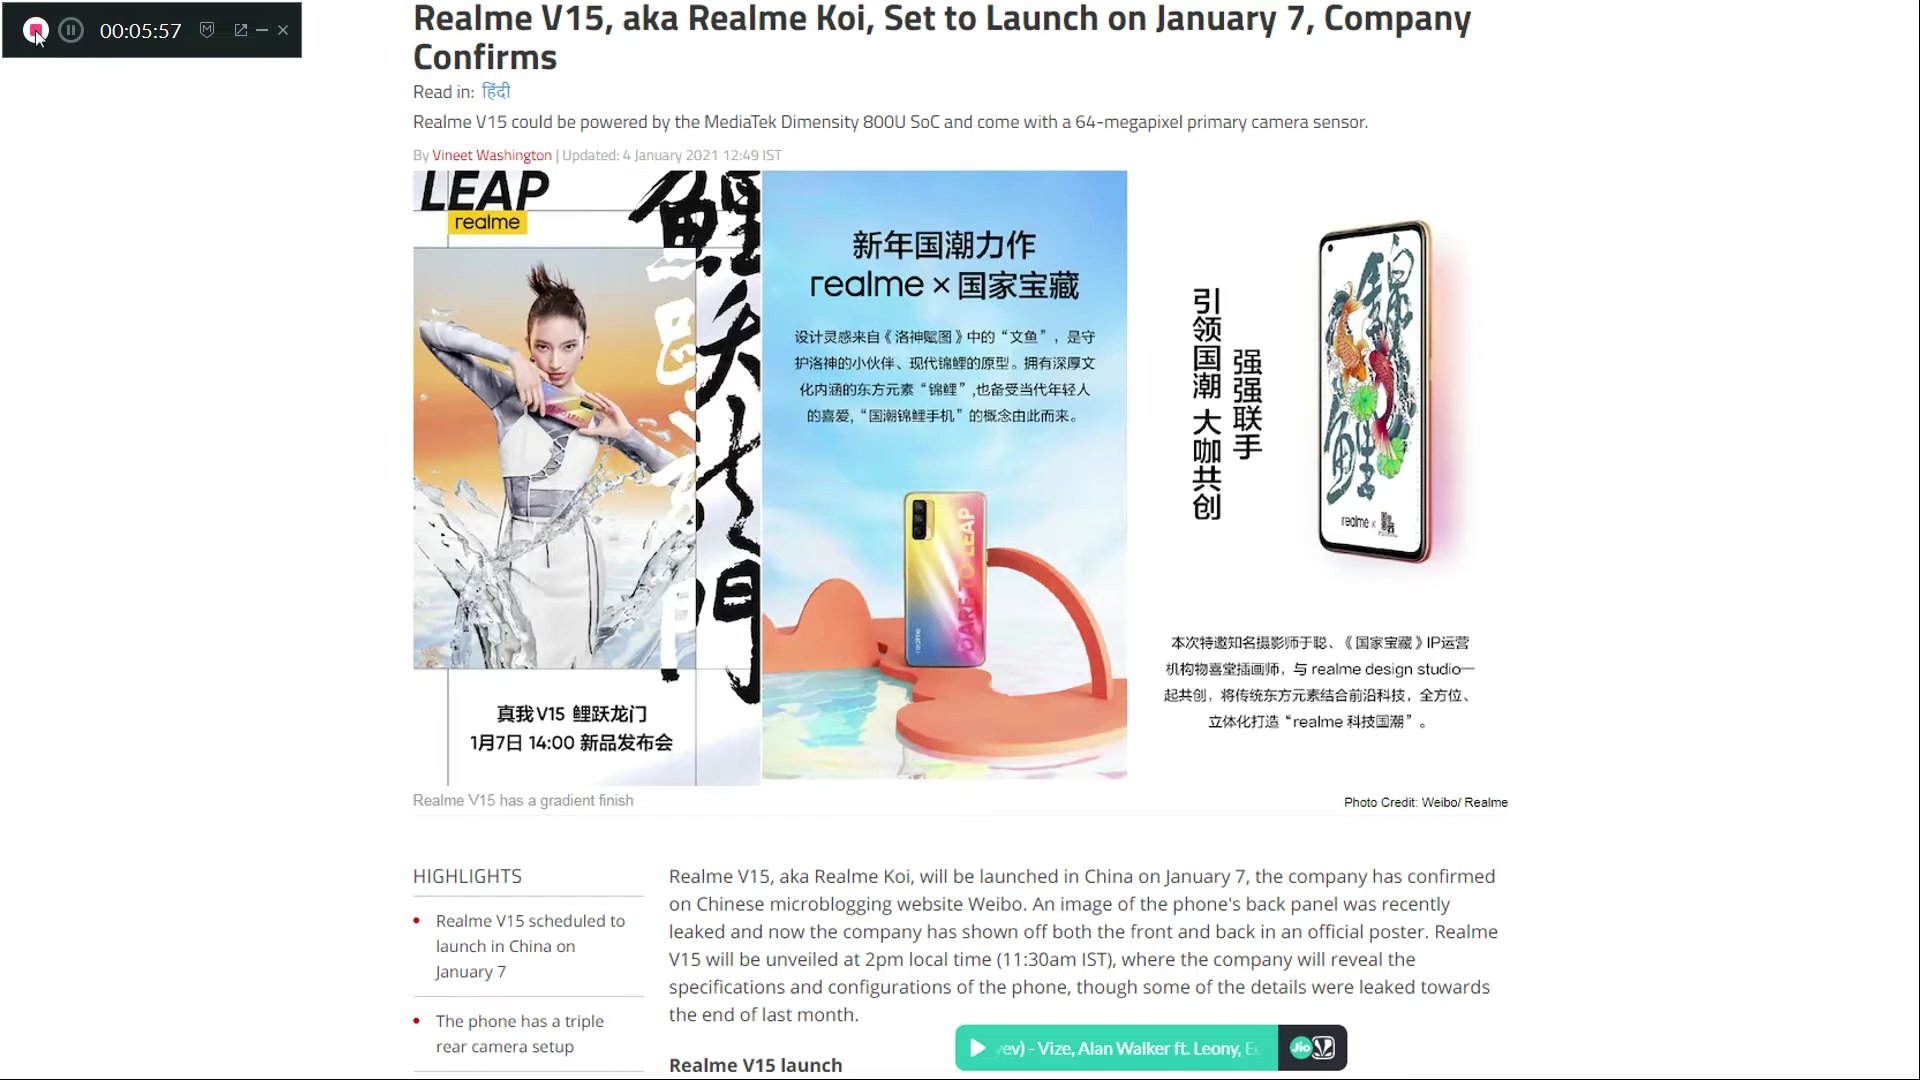 00:05:57
Realme V15, aka Realme Koi, Set to Launch on January 7, Company
Confirms
Read in: हिंदी
Realme V15 could be powered by the MediaTek Dimensity 800U SoC and come with a 64-megapixel primary camera sensor.
By Vineet Washington | Updated: 4 January 2021 12:49 IST
LEAP
realme
鲤跃龙门
真我V15 鲤跃龙门
1月7日 14:00 新品发布会
新年国潮力作
realme × 国家宝藏
设计灵感来自《洛神赋图》中的“文鱼”，是守
护洛神的小伙伴、现代锦鲤的原型。拥有深厚文
化内涵的东方元素“锦鲤”,也备受当代年轻人
的喜爱,“国潮锦鲤手机”的概念由此而来。
DARE TO LEAP
realme
引领国潮 大咖共创
强强联手
锦鲤
realme ×
本次特邀知名摄影师于聪、《国家宝藏》IP运营
机构物喜堂插画师，与 realme design studio一
起共创，将传统东方元素结合前沿科技，全方位、
立体化打造“realme 科技国潮”。
Realme V15 has a gradient finish
Photo Credit: Weibo/ Realme
HIGHLIGHTS
Realme V15 scheduled to
launch in China on
January 7
The phone has a triple
rear camera setup
Realme V15, aka Realme Koi, will be launched in China on January 7, the company has confirmed
on Chinese microblogging website Weibo. An image of the phone's back panel was recently
leaked and now the company has shown off both the front and back in an official poster. Realme
V15 will be unveiled at 2pm local time (11:30am IST), where the company will reveal the
specifications and configurations of the phone, though some of the details were leaked towards
the end of last month.
Realme V15 launch
yev) - Vize, Alan Walker ft. Leony, E
Jio